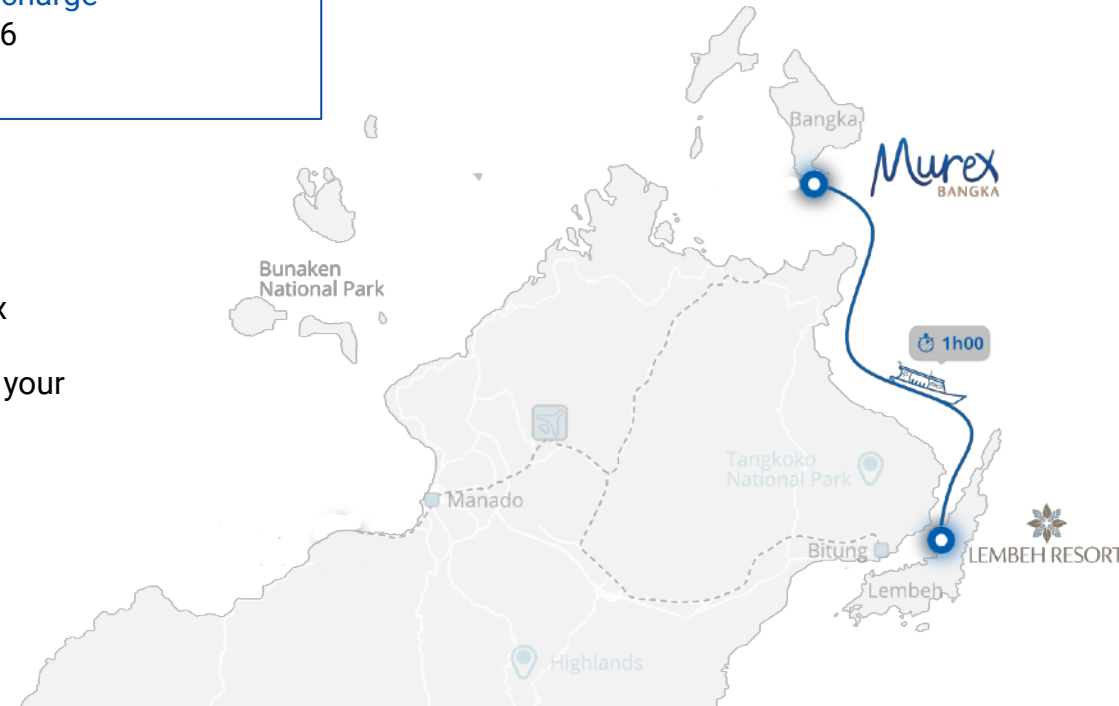 charge
6
Bangka
Murex
BANGKA
Bunaken
National Park
x
1h00
your
Tangkoko
National Park
Manado
Bitung
LEMBEH RESORT
Lembeh
Highlands